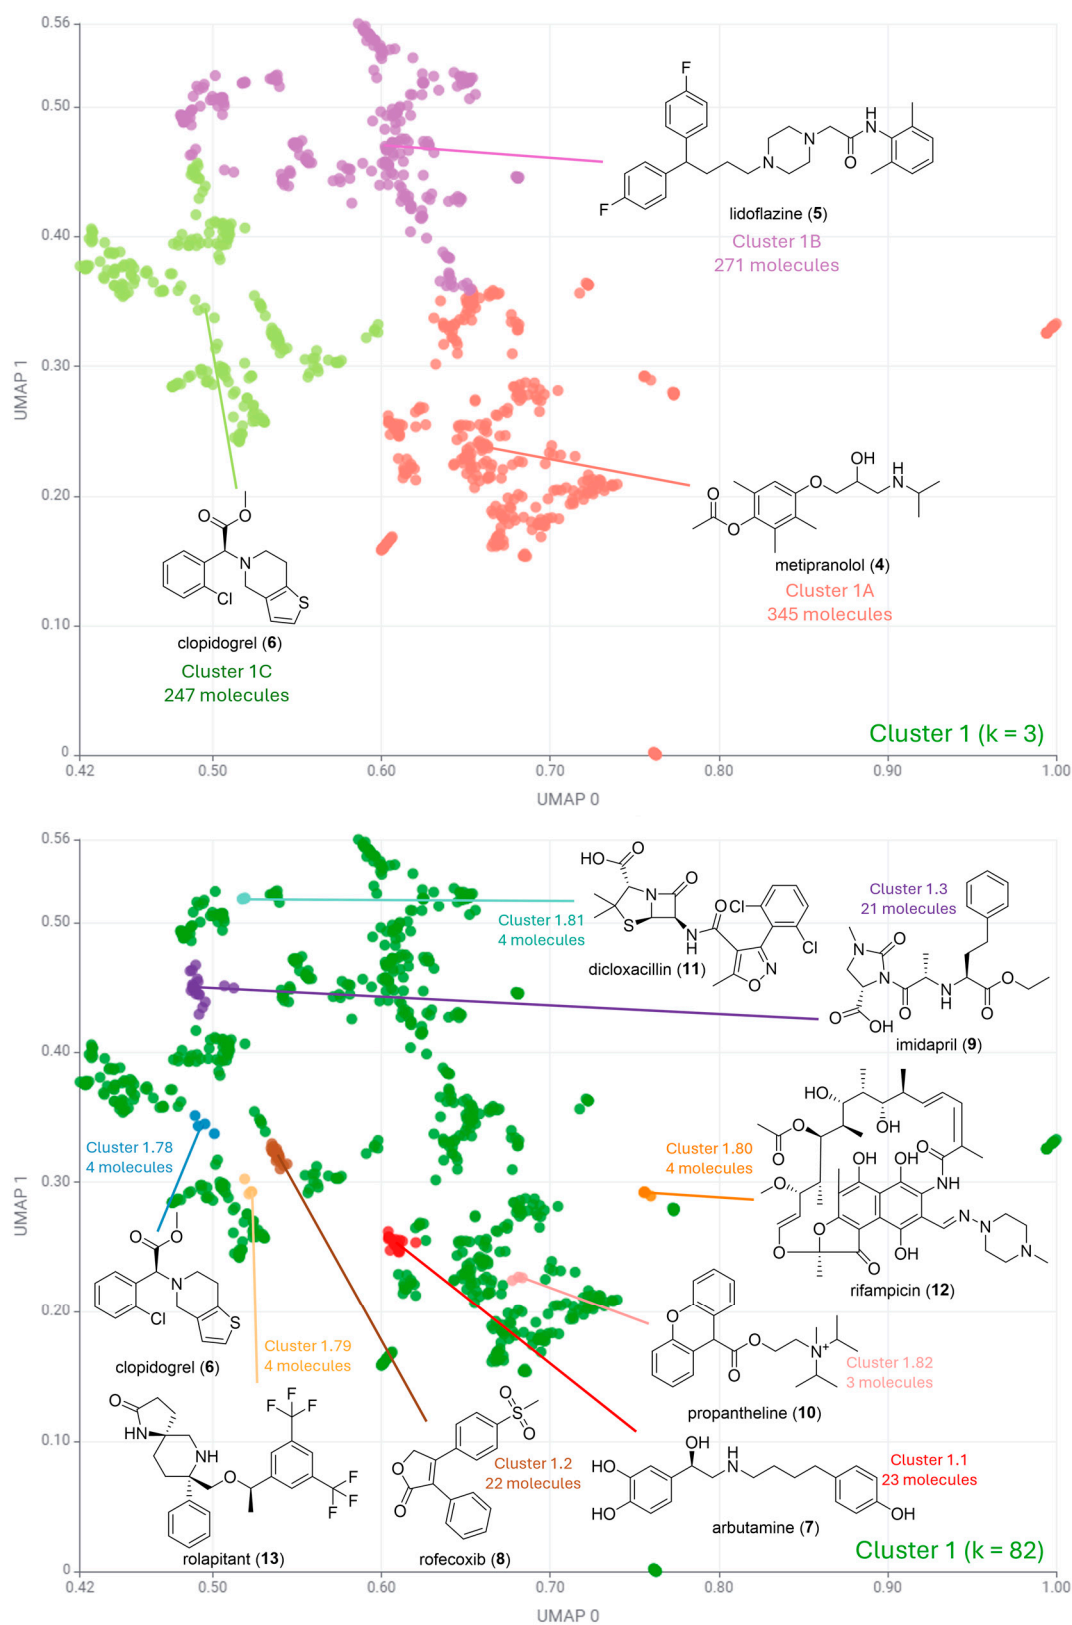 0.56
0.50
0.40
0.30
0.20
0.10
0
UMAP 1
0.42
0.50
0.60
0.70
0.80
0.90
1.00
UMAP 0
F
F
N
N
O
H
N
lidoflazine (5)
Cluster 1B
271 molecules
OH
O
H
N
O
O
metipranolol (4)
Cluster 1A
345 molecules
O
O
N
Cl
S
clopidogrel (6)
Cluster 1C
247 molecules
Cluster 1 (k = 3)
0.56
0.50
0.40
0.30
0.20
0.10
0
UMAP 1
0.42
0.50
0.60
0.70
0.80
0.90
1.00
UMAP 0
Cluster 1.81
4 molecules
HO
O
N
O
S
H
N
O
Cl
Cl
N
O
dicloxacillin (11)
Cluster 1.3
21 molecules
N
O
N
O
OH
O
N
H
O
O
imidapril (9)
Cluster 1.78
4 molecules
O
O
N
Cl
S
clopidogrel (6)
Cluster 1.80
4 molecules
HO
OH
O
O
O
OH
OH
O
NH
O
O
O
OH
N
N
N
rifampicin (12)
Cluster 1.79
4 molecules
O
HN
NH
O
F
F
F
F
F
F
rolapitant (13)
Cluster 1.2
22 molecules
O
S
O
O
O
rofecoxib (8)
Cluster 1.82
3 molecules
O
O
O
N+
propantheline (10)
Cluster 1.1
23 molecules
OH
HO
HO
H
N
OH
arbutamine (7)
Cluster 1 (k = 82)